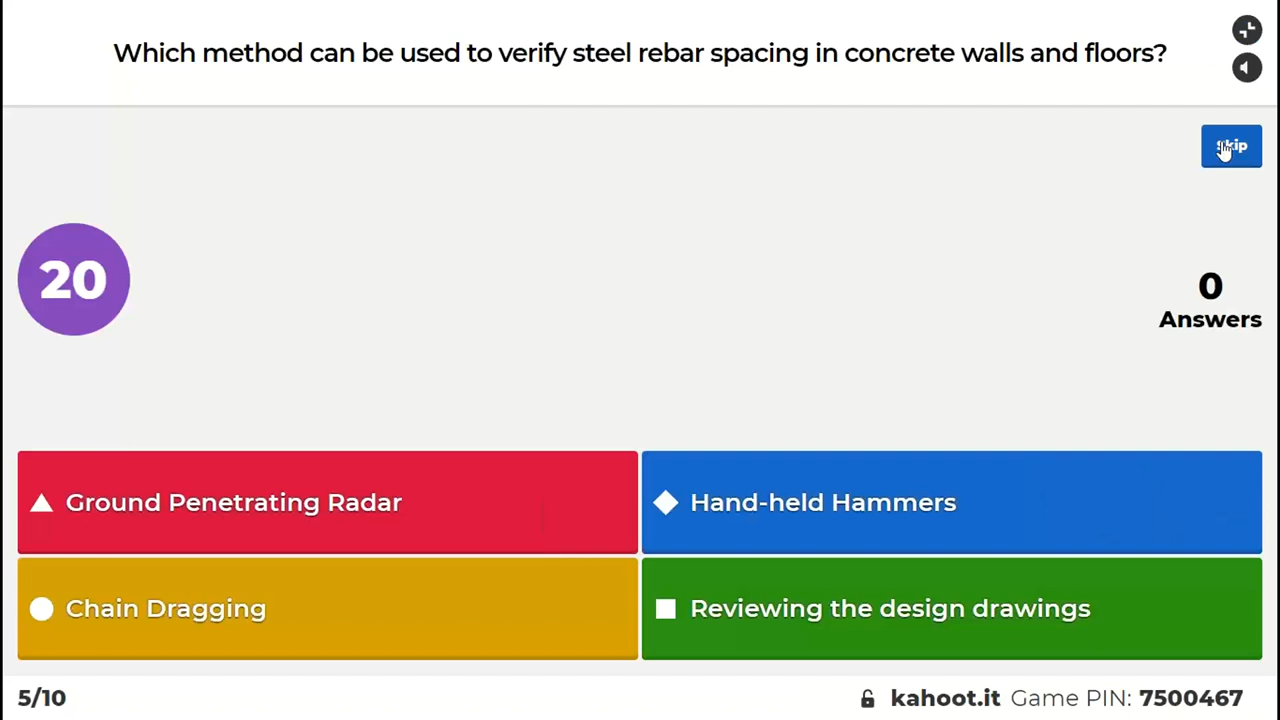 Which method can be used to verify steel rebar spacing in concrete walls and floors?
Skip
20
0
Answers
Ground Penetrating Radar
Hand-held Hammers
Chain Dragging
Reviewing the design drawings
5/10
kahoot.it Game PIN: 7500467